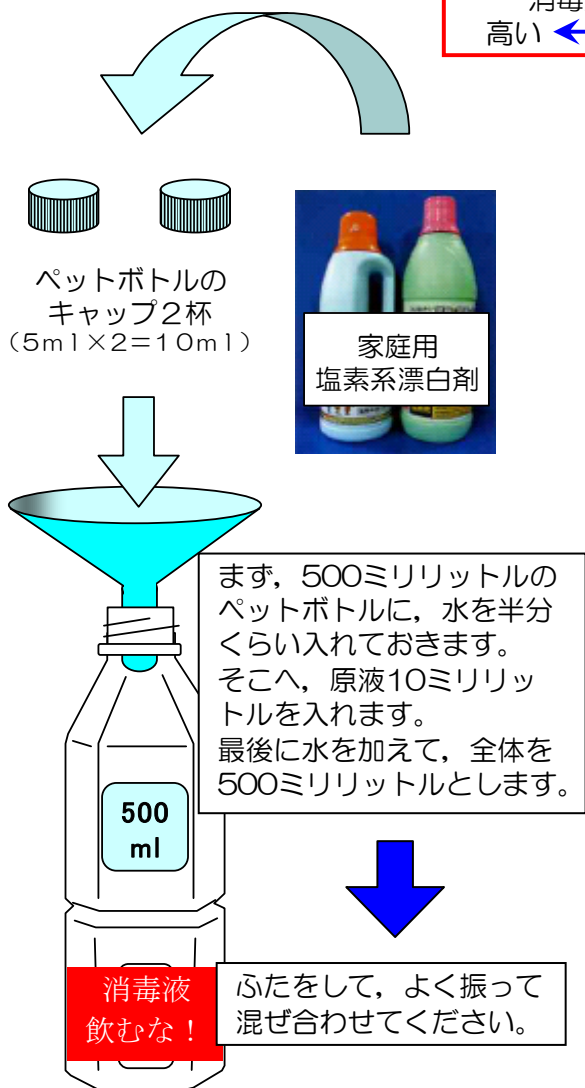 消毒
高い
ペットボトルの
キャップ2杯
(5ml×2=10ml)
家庭用
塩素系漂白剤
まず,500ミリリットルの
ペットボトルに,水を半分
くらい入れておきます。
そこへ,原液10ミリリッ
トルを入れます。
最後に水を加えて,全体を
500ミリリットルとします。
500
ml
消毒液
飲むな!
ふたをして,よく振って
混ぜ合わせてください。